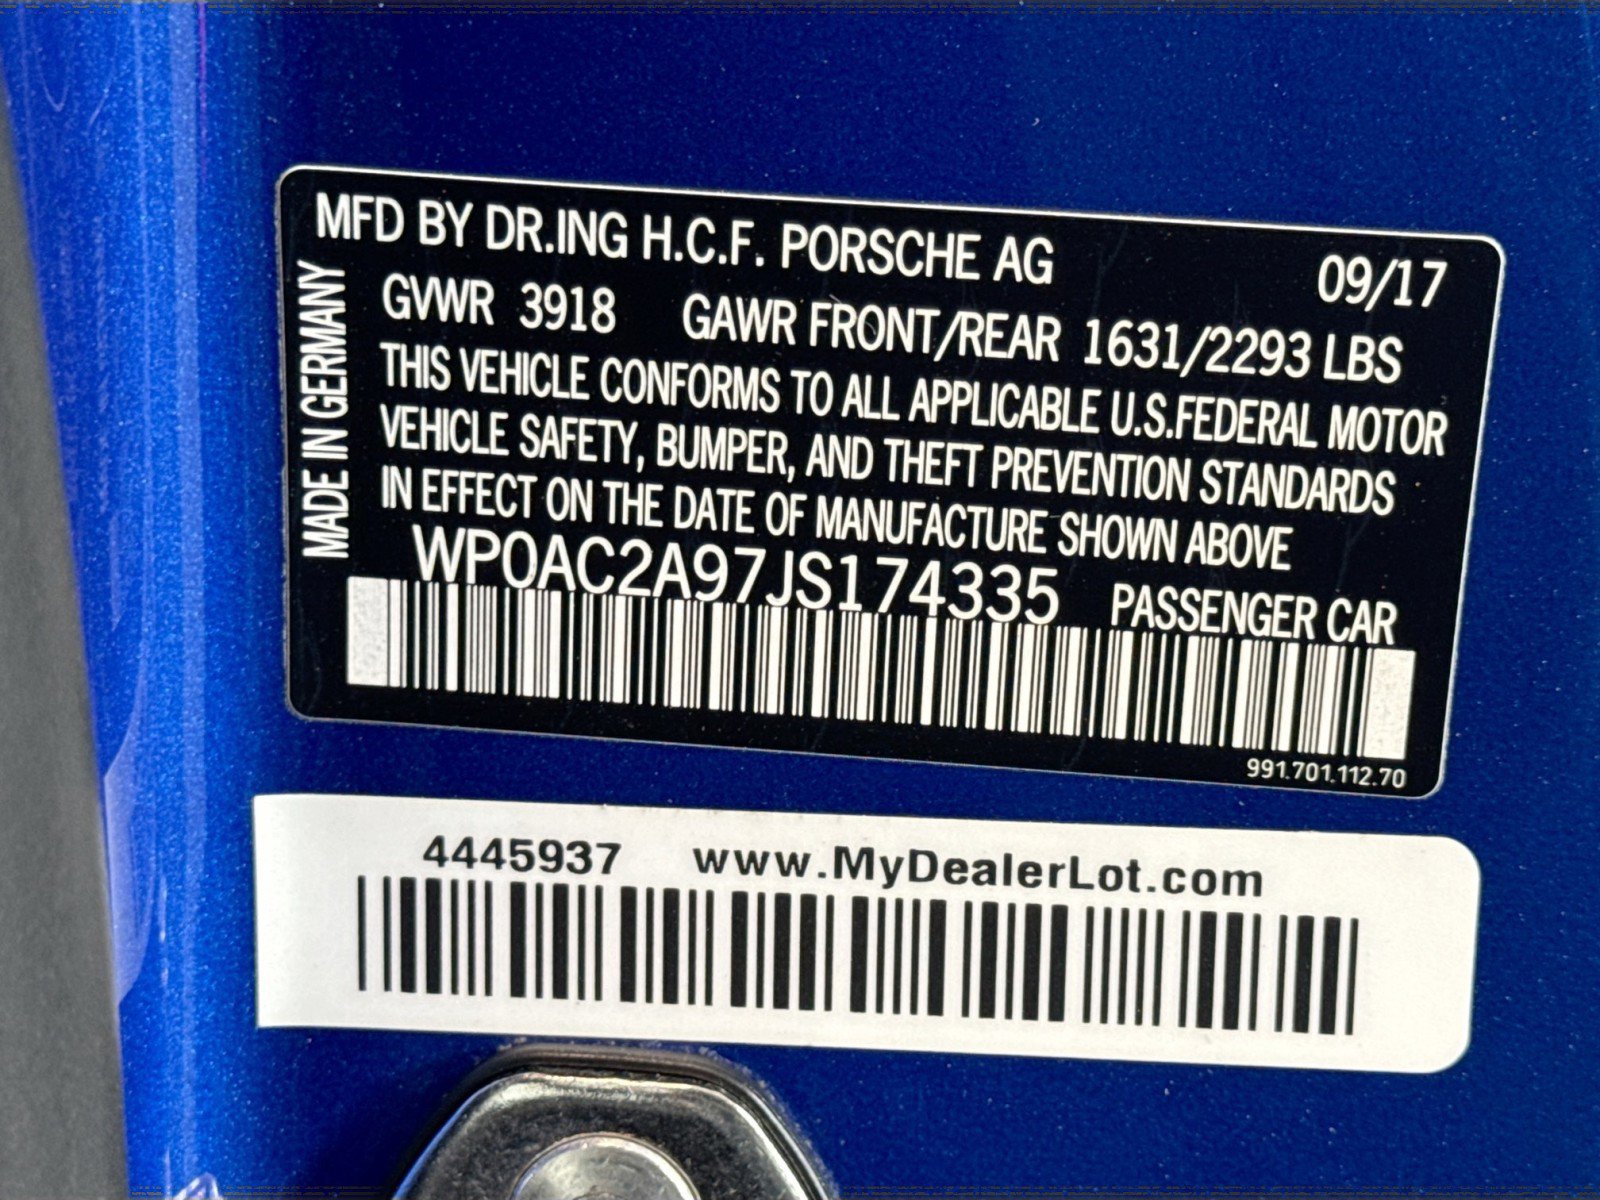 MFD BY DR.ING H.C.F. PORSCHE AG 09/17
MADE IN GERMANY
GVWR 3918 GAWR FRONT/REAR 1631/2293 LBS
THIS VEHICLE CONFORMS TO ALL APPLICABLE U.S.FEDERAL MOTOR
VEHICLE SAFETY, BUMPER, AND THEFT PREVENTION STANDARDS
IN EFFECT ON THE DATE OF MANUFACTURE SHOWN ABOVE
WP0AC2A97JS174335 PASSENGER CAR
991.701.112.70
4445937 www.MyDealerLot.com